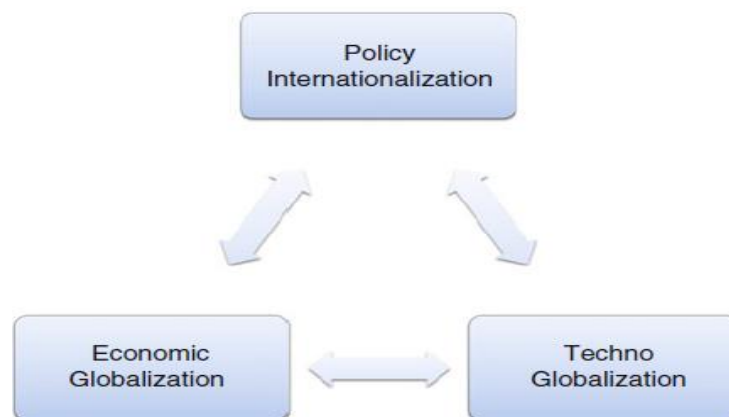 Policy
Internationalization
Economic
Globalization
Techno
Globalization